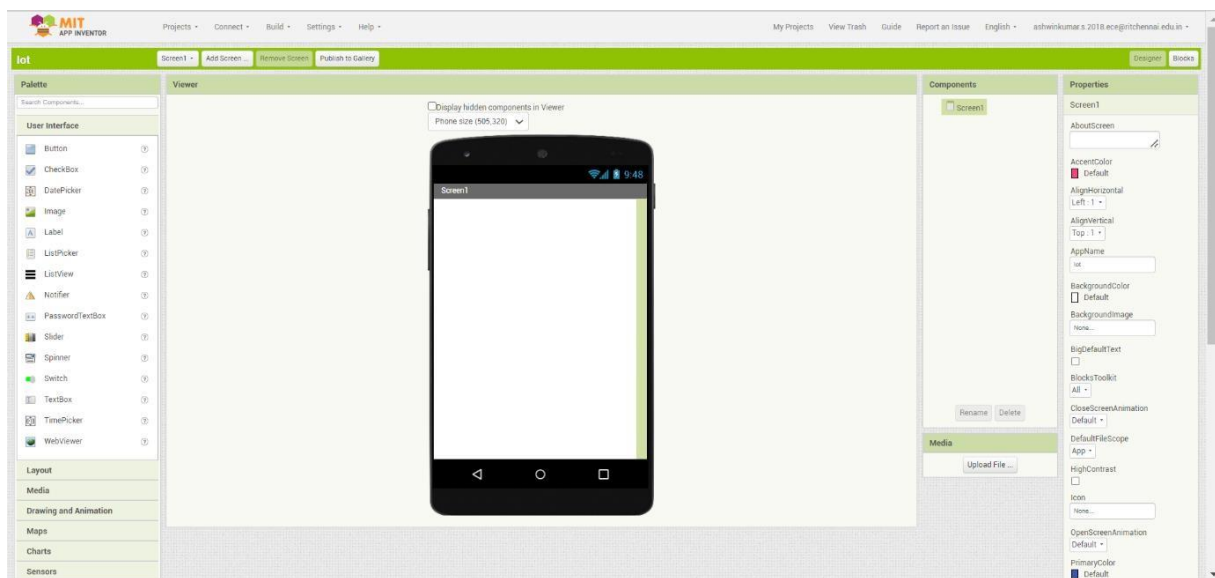 MIT
APP INVENTOR
Projects Connect Build Settings Help
My Projects View Trash Guide Report an Issue English ashwinkumar.s.2018.ece@ritchennai.edu.in
Iot
Screen1 Add Screen ... Remove Screen Publish to Gallery
Designer Blocks
Palette
Search Components...
User Interface
Button
CheckBox
DatePicker
Image
Label
ListPicker
ListView
Notifier
PasswordTextBox
Slider
Spinner
Switch
TextBox
TimePicker
WebViewer
Layout
Media
Drawing and Animation
Maps
Charts
Sensors
Viewer
Display hidden components in Viewer
Phone size (505,320)
9:48
Screen1
Components
Screen1
Rename Delete
Media
Upload File ...
Properties
Screen1
AboutScreen
AccentColor
Default
AlignHorizontal
Left : 1
AlignVertical
Top : 1
AppName
Iot
BackgroundColor
Default
BackgroundImage
None...
BigDefaultText
BlocksToolkit
All
CloseScreenAnimation
Default
DefaultFileScope
App
HighContrast
Icon
None...
OpenScreenAnimation
Default
PrimaryColor
Default